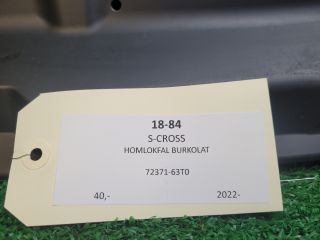 18-84
S-CROSS
HOMLOKFAL BURKOLAT
72371-63T0
40,- 2022-